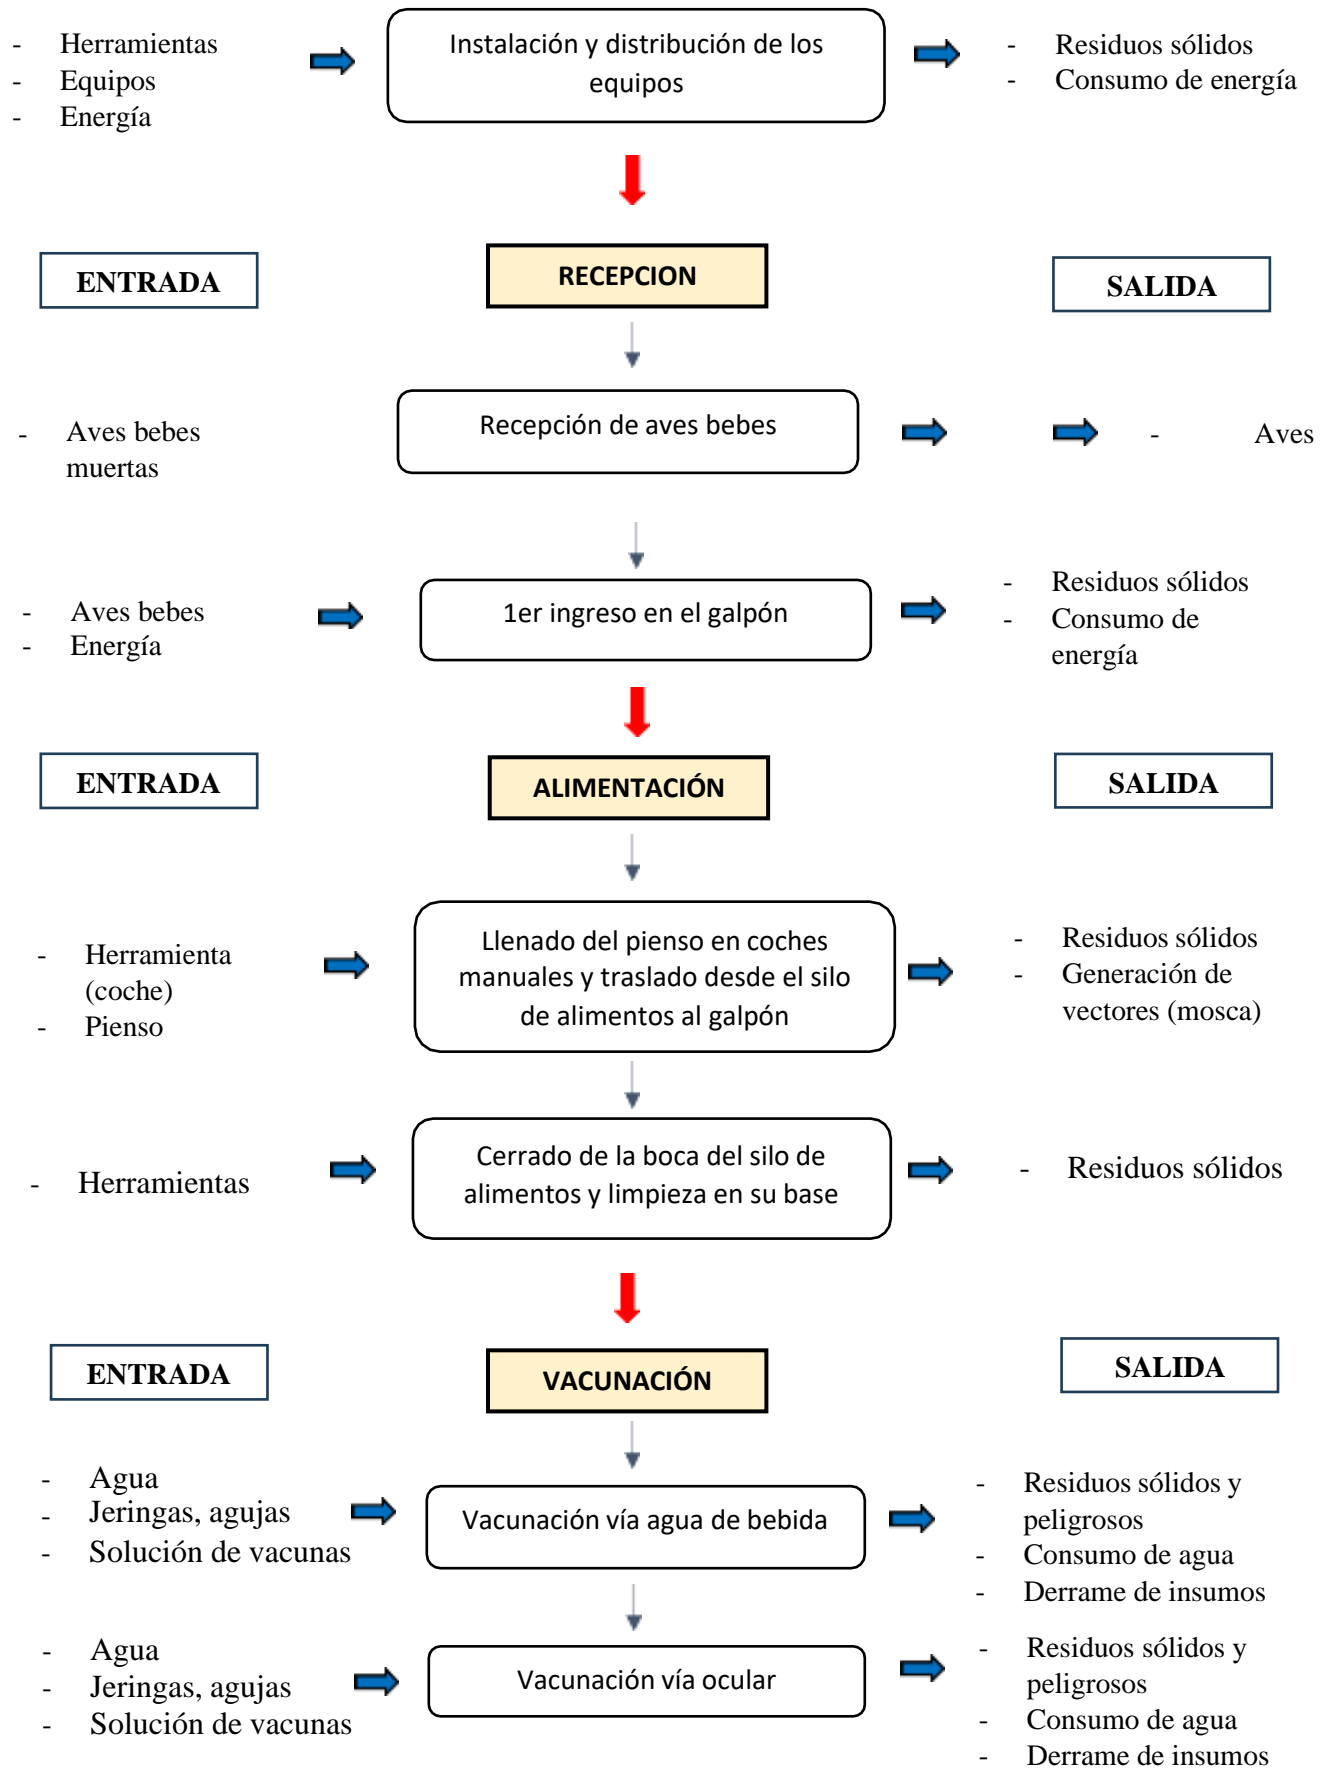 - Herramientas
- Equipos
- Energía
Instalación y distribución de los
equipos
- Residuos sólidos
- Consumo de energía
ENTRADA
RECEPCION
SALIDA
- Aves bebes
muertas
Recepción de aves bebes
- Aves
- Aves bebes
- Energía
1er ingreso en el galpón
- Residuos sólidos
- Consumo de
energía
ENTRADA
ALIMENTACIÓN
SALIDA
- Herramienta
(coche)
- Pienso
Llenado del pienso en coches
manuales y traslado desde el silo
de alimentos al galpón
- Residuos sólidos
- Generación de
vectores (mosca)
- Herramientas
Cerrado de la boca del silo de
alimentos y limpieza en su base
- Residuos sólidos
ENTRADA
VACUNACIÓN
SALIDA
- Agua
- Jeringas, agujas
- Solución de vacunas
Vacunación vía agua de bebida
- Residuos sólidos y
peligrosos
- Consumo de agua
- Derrame de insumos
- Agua
- Jeringas, agujas
- Solución de vacunas
Vacunación vía ocular
- Residuos sólidos y
peligrosos
- Consumo de agua
- Derrame de insumos